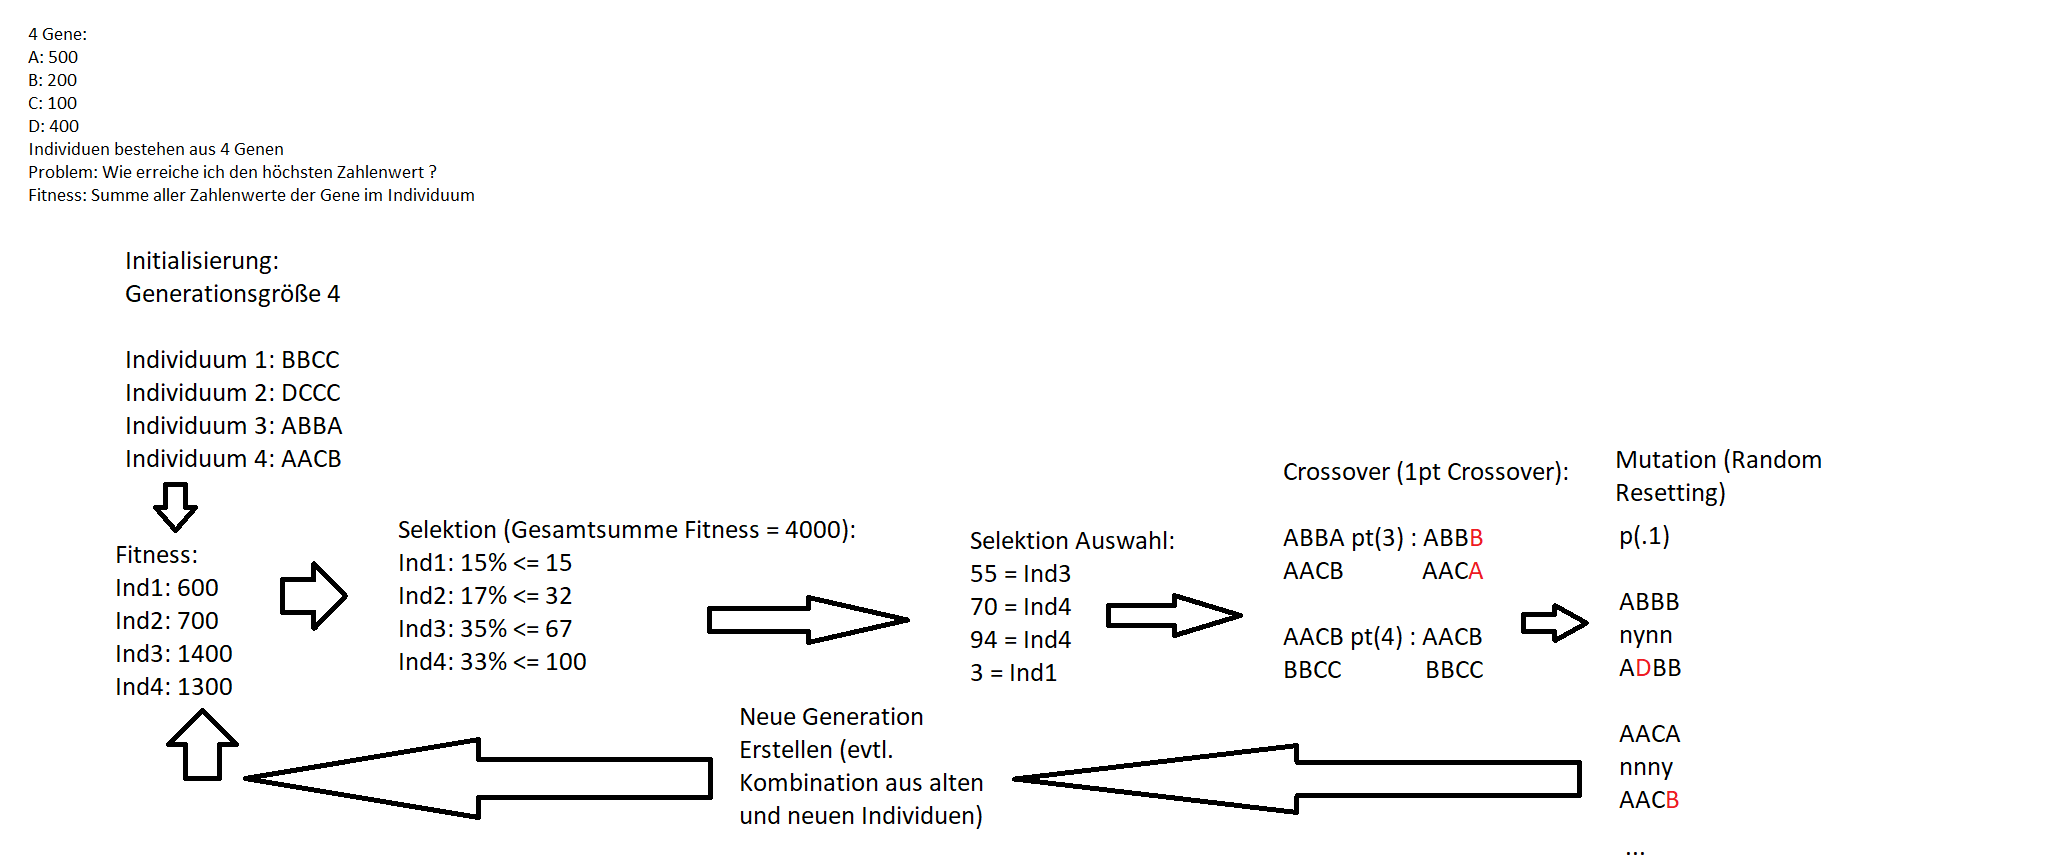 4 Gene:
A: 500
B: 200
C: 100
D: 400
Individuen bestehen aus 4 Genen
Problem: Wie erreiche ich den höchsten Zahlenwert ?
Fitness: Summe aller Zahlenwerte der Gene im Individuum
Initialisierung:
Generationsgröße 4
Individuum 1: BBCC
Individuum 2: DCCC
Individuum 3: ABBA
Individuum 4: AACB
Fitness:
Ind1: 600
Ind2: 700
Ind3: 1400
Ind4: 1300
Selektion (Gesamtsumme Fitness = 4000):
Ind1: 15% <= 15
Ind2: 17% <= 32
Ind3: 35% <= 67
Ind4: 33% <= 100
Selektion Auswahl:
55 = Ind3
70 = Ind4
94 = Ind4
3 = Ind1
Crossover (1pt Crossover):
ABBA pt(3) : ABBB
AACB AACA
AACB pt(4) : AACB
BBCC BBCC
Mutation (Random
Resetting)
p(.1)
ABBB
nynn
ADBB
AACA
nnny
AACB
...
Neue Generation
Erstellen (evtl.
Kombination aus alten
und neuen Individuen)